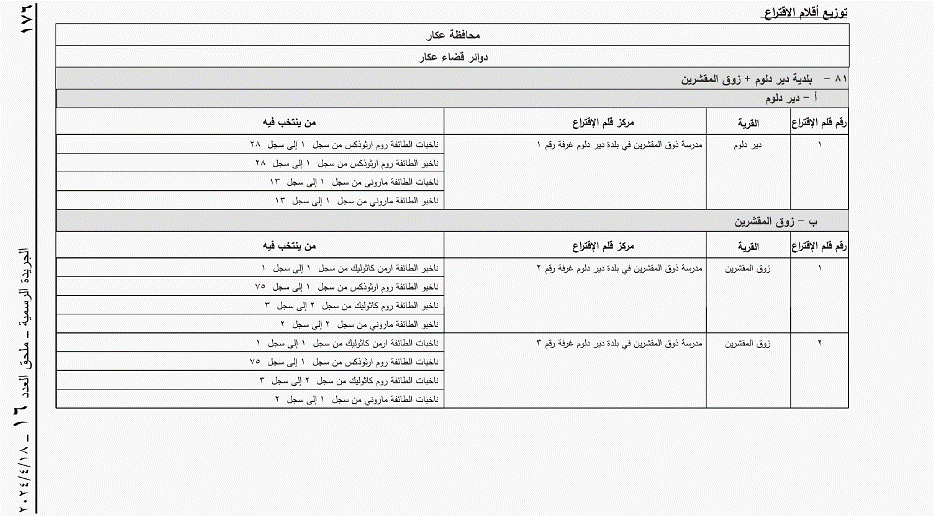 توزيع أقلام الاقتراع
محافظة عكار
دوائر قضاء عكار
٨١ - بلدية دير دلوم + زوق المقشرين
أ - دير دلوم
رقم قلم الإقتراع القرية مركز قلم الإقتراع من ينتخب فيه
١ دير دلوم مدرسة ذوق المقشرين في بلدة دير دلوم غرفة رقم ١ ناخبات الطائفة روم ارثوذكس من سجل ١ إلى سجل ٢٨
ناخبو الطائفة روم ارثوذكس من سجل ١ إلى سجل ٢٨
ناخبات الطائفة ماروني من سجل ١ إلى سجل ١٣
ناخبو الطائفة ماروني من سجل ١ إلى سجل ١٣
ب - زوق المقشرين
رقم قلم الإقتراع القرية مركز قلم الإقتراع من ينتخب فيه
١ زوق المقشرين مدرسة ذوق المقشرين في بلدة دير دلوم غرفة رقم ٢ ناخبو الطائفة ارمن كاثوليك من سجل ١ إلى سجل ١
ناخبو الطائفة روم ارثوذكس من سجل ١ إلى سجل ٧٥
ناخبو الطائفة روم كاثوليك من سجل ٢ إلى سجل ٣
ناخبو الطائفة ماروني من سجل ٢ إلى سجل ٢
٢ زوق المقشرين مدرسة ذوق المقشرين في بلدة دير دلوم غرفة رقم ٣ ناخبات الطائفة ارمن كاثوليك من سجل ١ إلى سجل ١
ناخبات الطائفة روم ارثوذكس من سجل ١ إلى سجل ٧٥
ناخبات الطائفة روم كاثوليك من سجل ٢ إلى سجل ٣
ناخبات الطائفة ماروني من سجل ١ إلى سجل ٢
١٧٦
الجريدة الرسمية ـ ملحق العدد ١٦ ـ ٢٠٢٤/٤/١٨